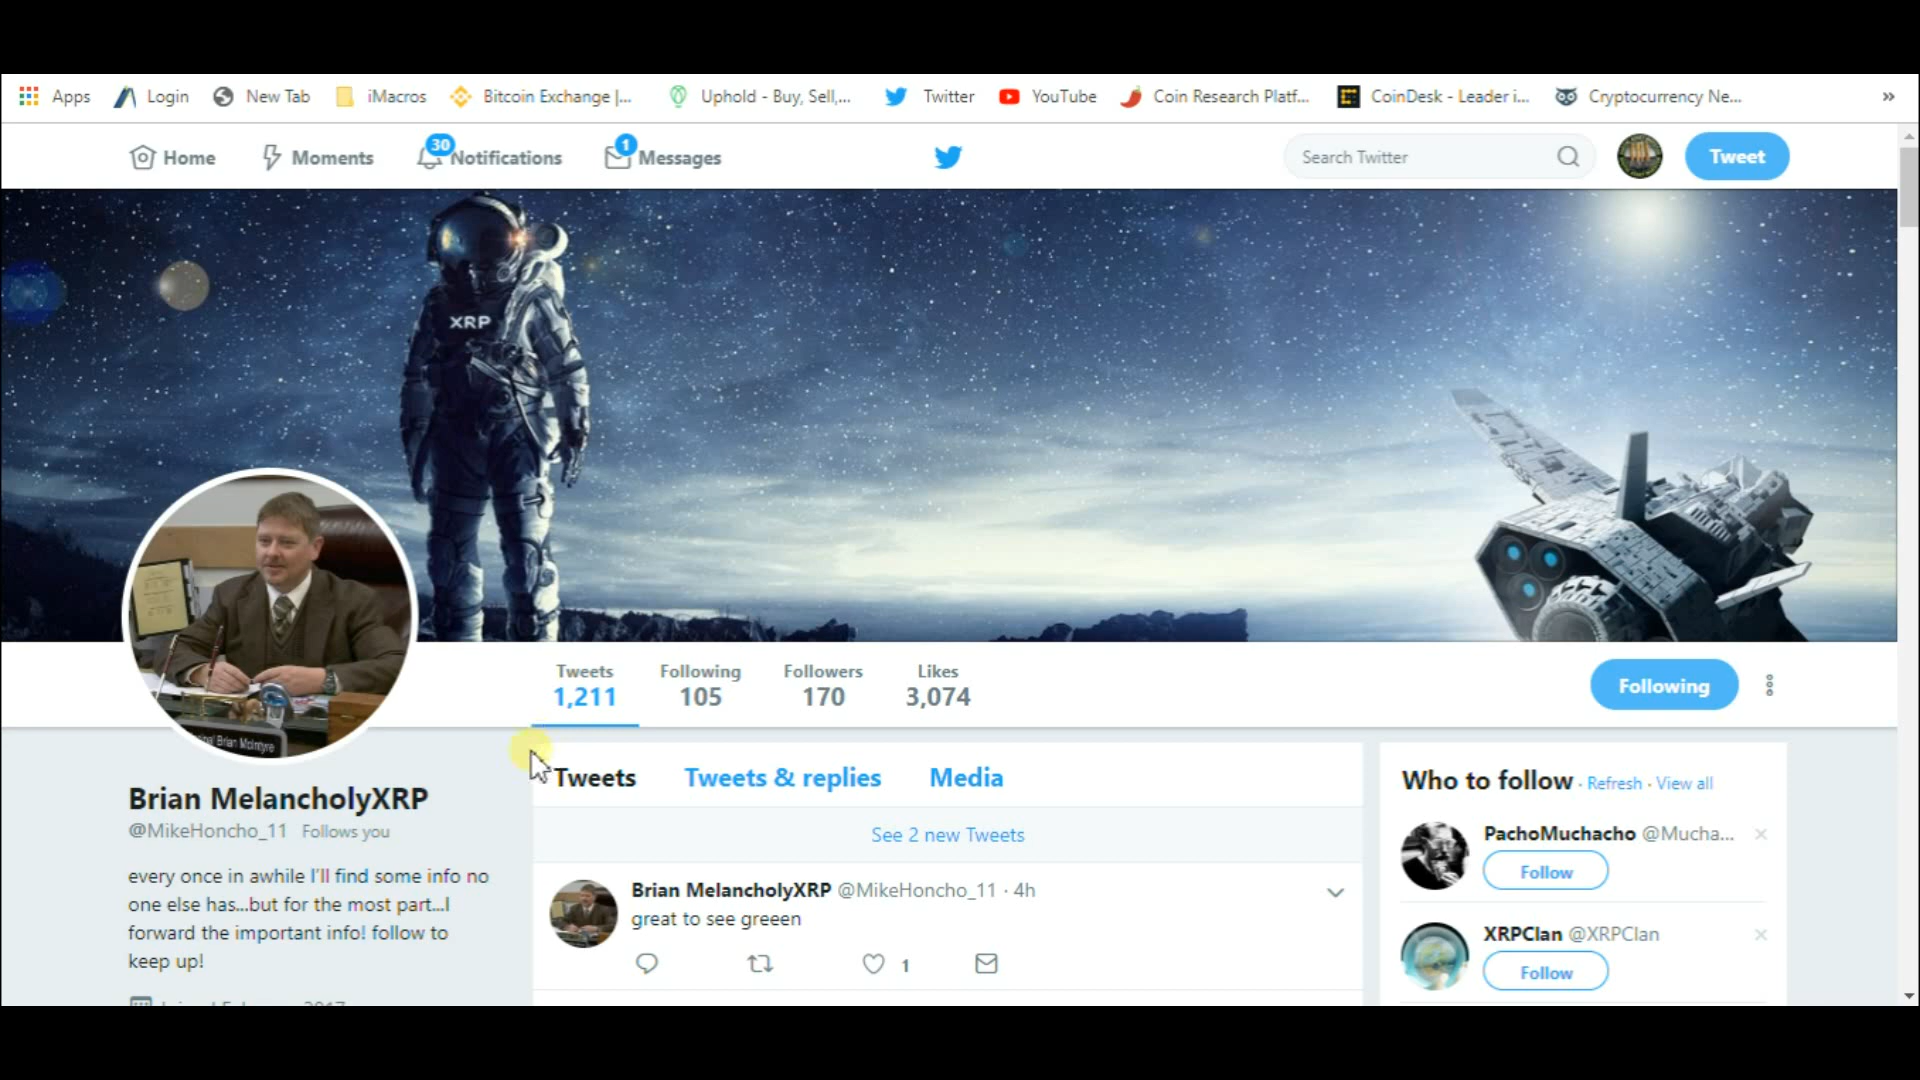 Apps Login New Tab iMacros Bitcoin Exchange |... Uphold - Buy, Sell,... Twitter YouTube Coin Research Platf... CoinDesk - Leader i... Cryptocurrency Ne... »
Home Moments 30 Notifications 1 Messages Search Twitter Tweet
XRP
Tweets Following Followers Likes
1,211 105 170 3,074
Following
Brian McIntyre
Tweets Tweets & replies Media
See 2 new Tweets
Brian MelancholyXRP
@MikeHoncho_11 Follows you
every once in awhile I'll find some info no
one else has...but for the most part...I
forward the important info! follow to
keep up!
Brian MelancholyXRP @MikeHoncho_11 · 4h
great to see greeen
1
Who to follow · Refresh · View all
PachoMuchacho @Mucha...
Follow
XRPClan @XRPClan
Follow